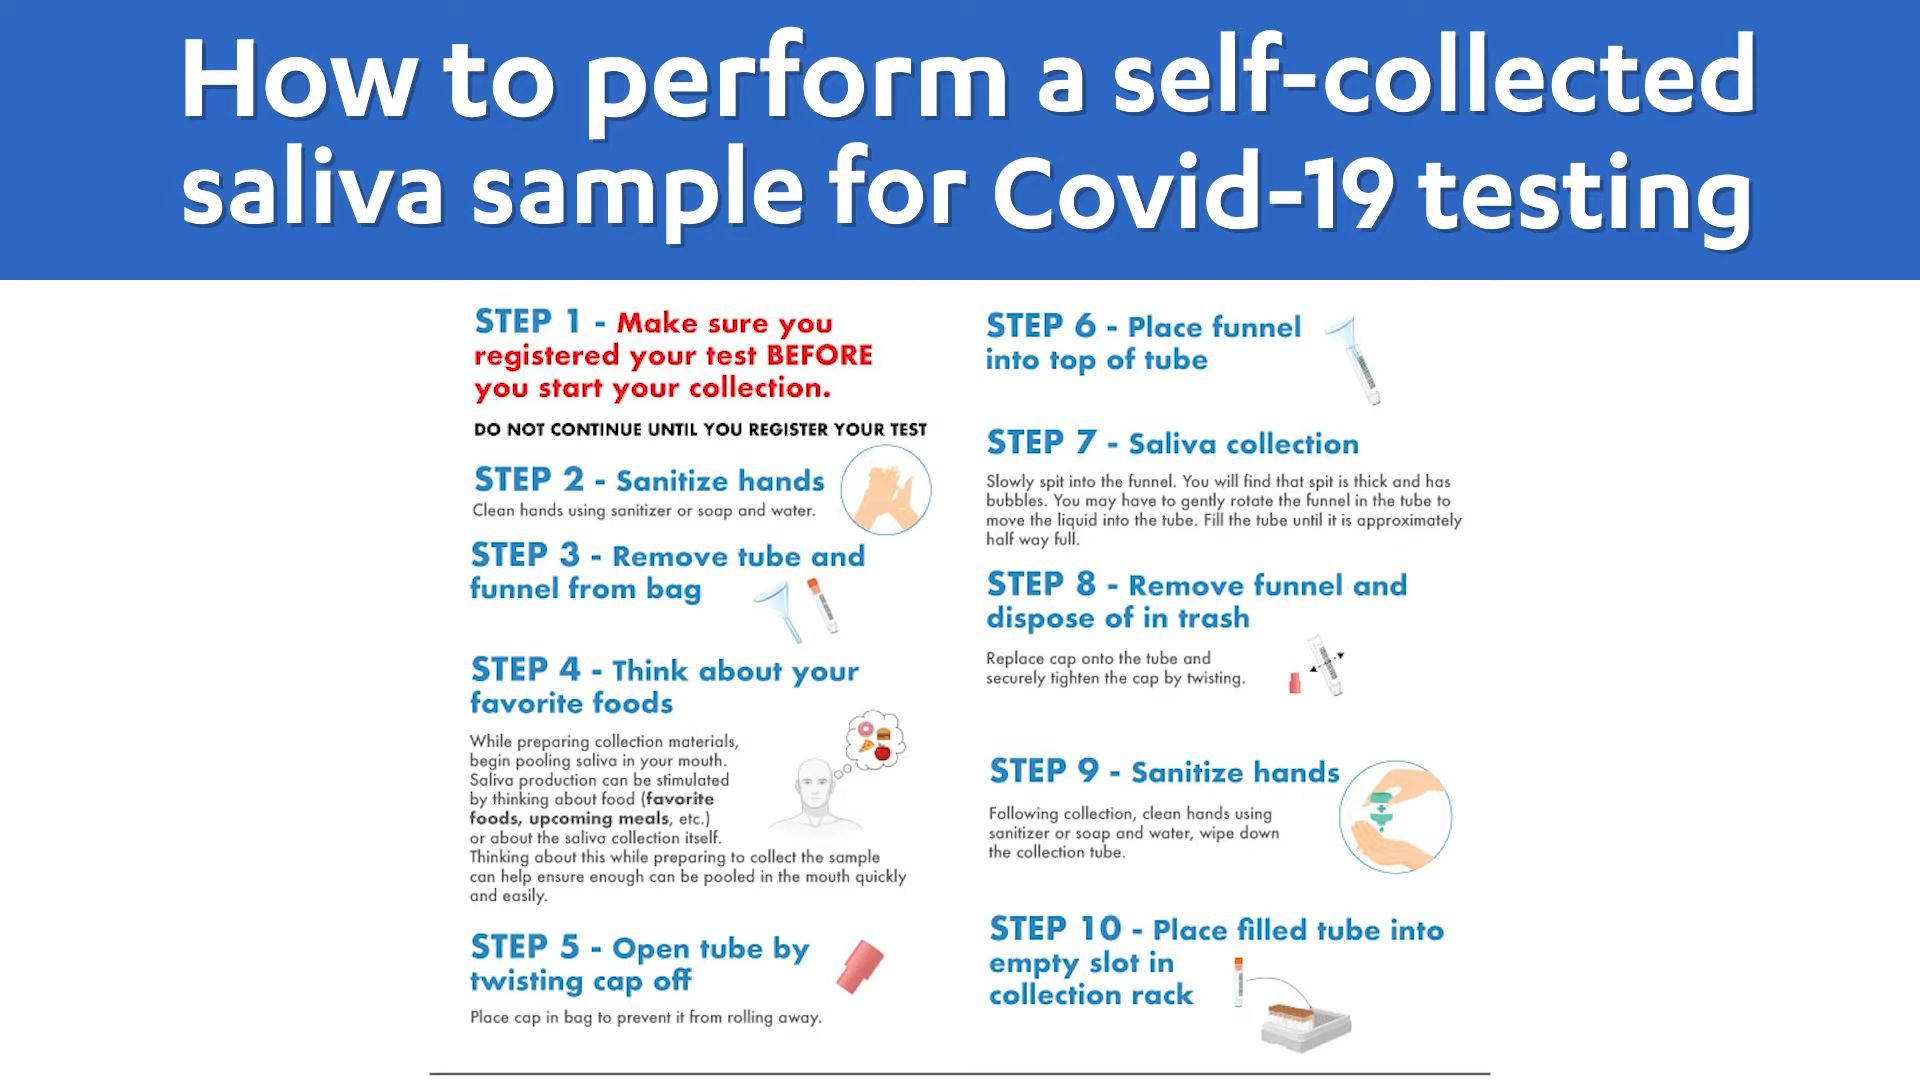 How to perform a self-collected
saliva sample for Covid-19 testing
STEP 1 - Make sure you
registered your test BEFORE
you start your collection.
DO NOT CONTINUE UNTIL YOU REGISTER YOUR TEST
STEP 2 - Sanitize hands
Clean hands using sanitizer or soap and water.
STEP 3 - Remove tube and
funnel from bag
STEP 4 - Think about your
favorite foods
While preparing collection materials,
begin pooling saliva in your mouth.
Saliva production can be stimulated
by thinking about food (favorite
foods, upcoming meals, etc.)
or about the saliva collection itself.
Thinking about this while preparing to collect the sample
can help ensure enough can be pooled in the mouth quickly
and easily.
STEP 5 - Open tube by
twisting cap off
Place cap in bag to prevent it from rolling away.
STEP 6 - Place funnel
into top of tube
STEP 7 - Saliva collection
Slowly spit into the funnel. You will find that spit is thick and has
bubbles. You may have to gently rotate the funnel in the tube to
move the liquid into the tube. Fill the tube until it is approximately
half way full.
STEP 8 - Remove funnel and
dispose of in trash
Replace cap onto the tube and
securely tighten the cap by twisting.
STEP 9 - Sanitize hands
Following collection, clean hands using
sanitizer or soap and water, wipe down
the collection tube.
STEP 10 - Place filled tube into
empty slot in
collection rack